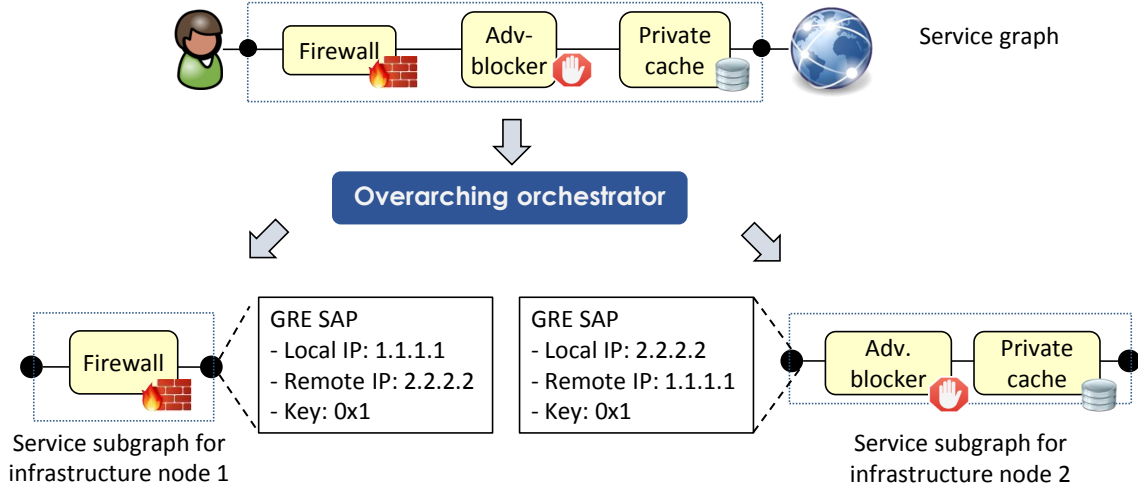 Firewall
Adv-
blocker
Private
cache
Service graph
Overarching orchestrator
Firewall
GRE SAP
- Local IP: 1.1.1.1
- Remote IP: 2.2.2.2
- Key: 0x1
GRE SAP
- Local IP: 2.2.2.2
- Remote IP: 1.1.1.1
- Key: 0x1
Adv.
blocker
Private
cache
Service subgraph for
infrastructure node 1
Service subgraph for
infrastructure node 2